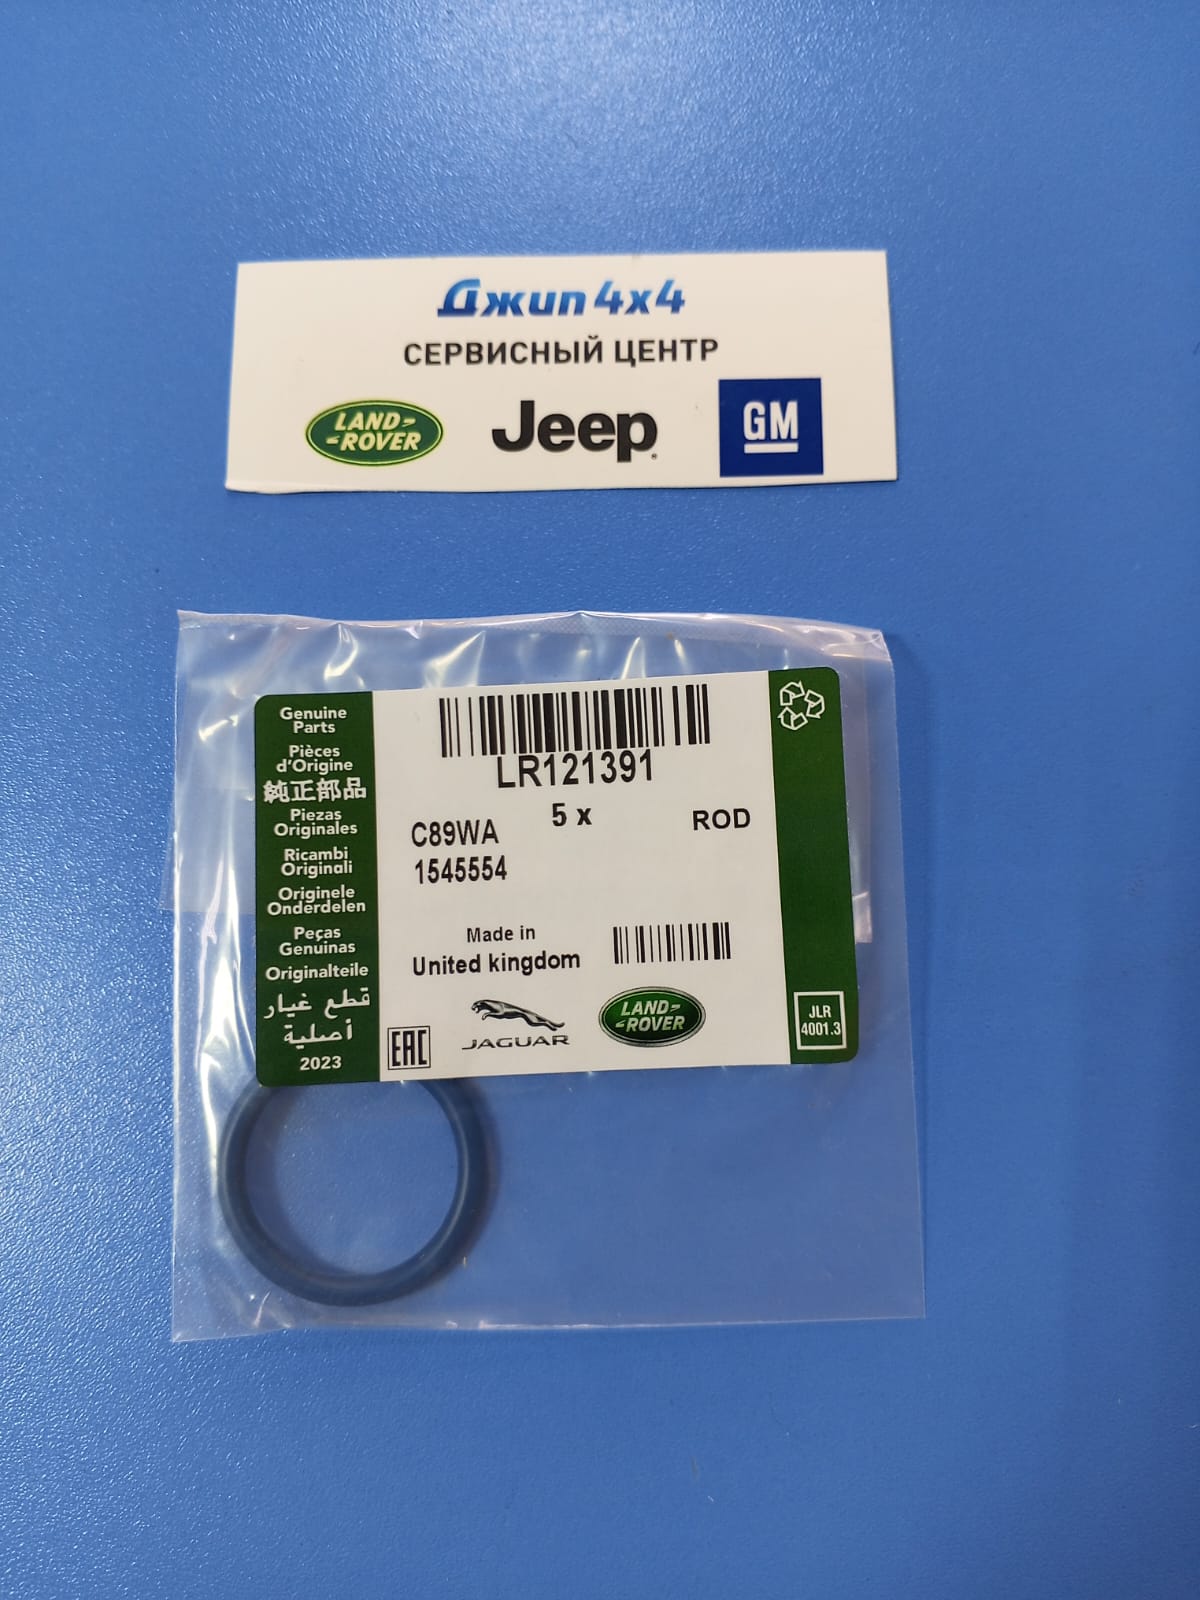 Джип 4x4
СЕРВИСНЫЙ ЦЕНТР
LAND-
-ROVER
Jeep
GM
Genuine
Parts
Pièces
d'Origine
純正部品
Piezas
Originales
Ricambi
Originali
Originele
Onderdelen
Peças
Genuinas
Originalteile
قطع غيار
أصلية
2023
LR121391
5 x
C89WA
ROD
1545554
Made in
United kingdom
EAC
JAGUAR
LAND-
-ROVER
JLR
4001.3